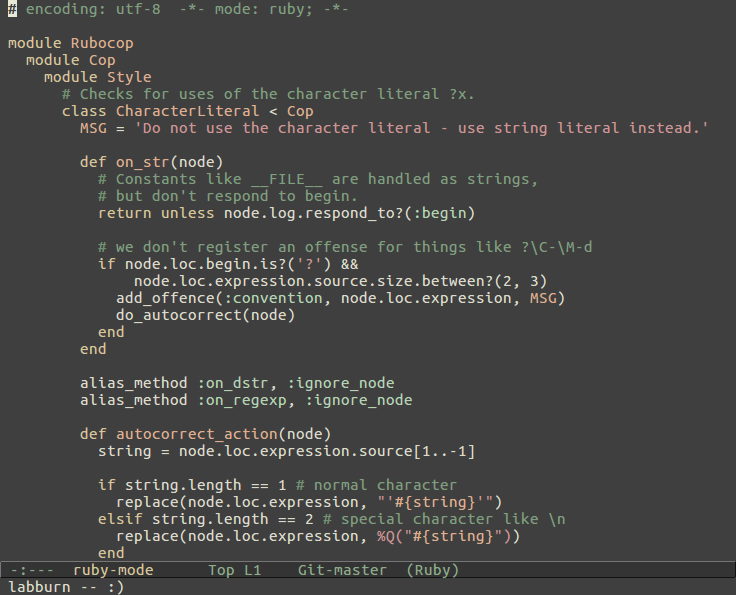 # encoding: utf-8  -*- mode: ruby; -*-

module Rubocop
  module Cop
    module Style
      # Checks for uses of the character literal ?x.
      class CharacterLiteral < Cop
        MSG = 'Do not use the character literal - use string literal instead.'

        def on_str(node)
          # Constants like __FILE__ are handled as strings,
          # but don't respond to begin.
          return unless node.log.respond_to?(:begin)

          # we don't register an offense for things like ?\C-\M-d
          if node.loc.begin.is?('?') &&
              node.loc.expression.source.size.between?(2, 3)
            add_offence(:convention, node.loc.expression, MSG)
            do_autocorrect(node)
          end
        end

        alias_method :on_dstr, :ignore_node
        alias_method :on_regexp, :ignore_node

        def autocorrect_action(node)
          string = node.loc.expression.source[1..-1]

          if string.length == 1 # normal character
            replace(node.loc.expression, "'#{string}'")
          elsif string.length == 2 # special character like \n
            replace(node.loc.expression, %Q("#{string}"))
          end
-:---  ruby-mode      Top L1    Git-master  (Ruby)
labburn -- :)